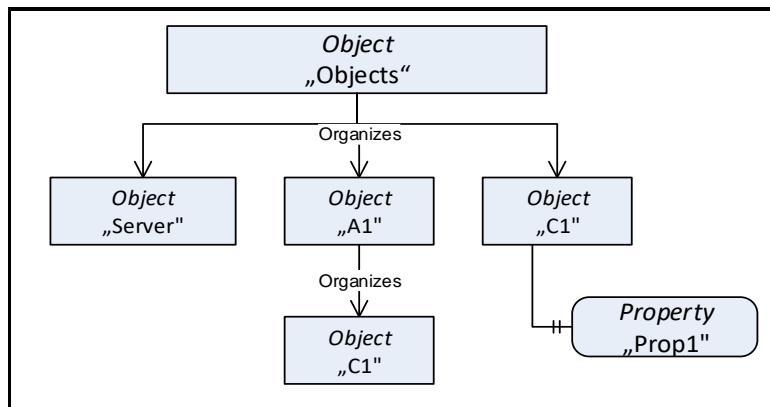 Object
„Objects“
Organizes
Object
„Server"
Object
„A1"
Object
„C1"
Organizes
Object
„C1"
Property
„Prop1"